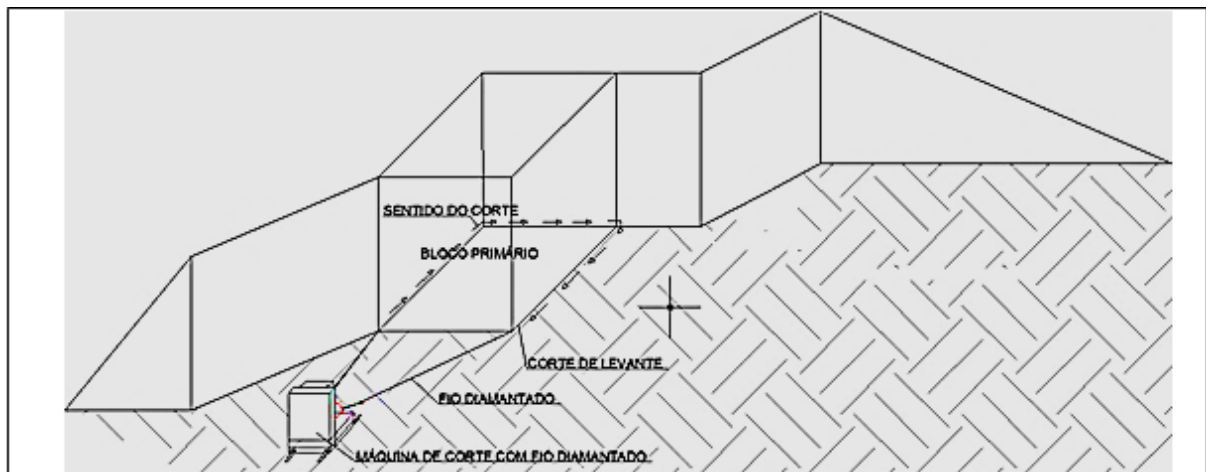 SENTIDO DO CORTE
BLOCO PRIMÁRIO
CORTE DE LEVANTE
FIO DIAMANTADO
MÁQUINA DE CORTE COM FIO DIAMANTADO